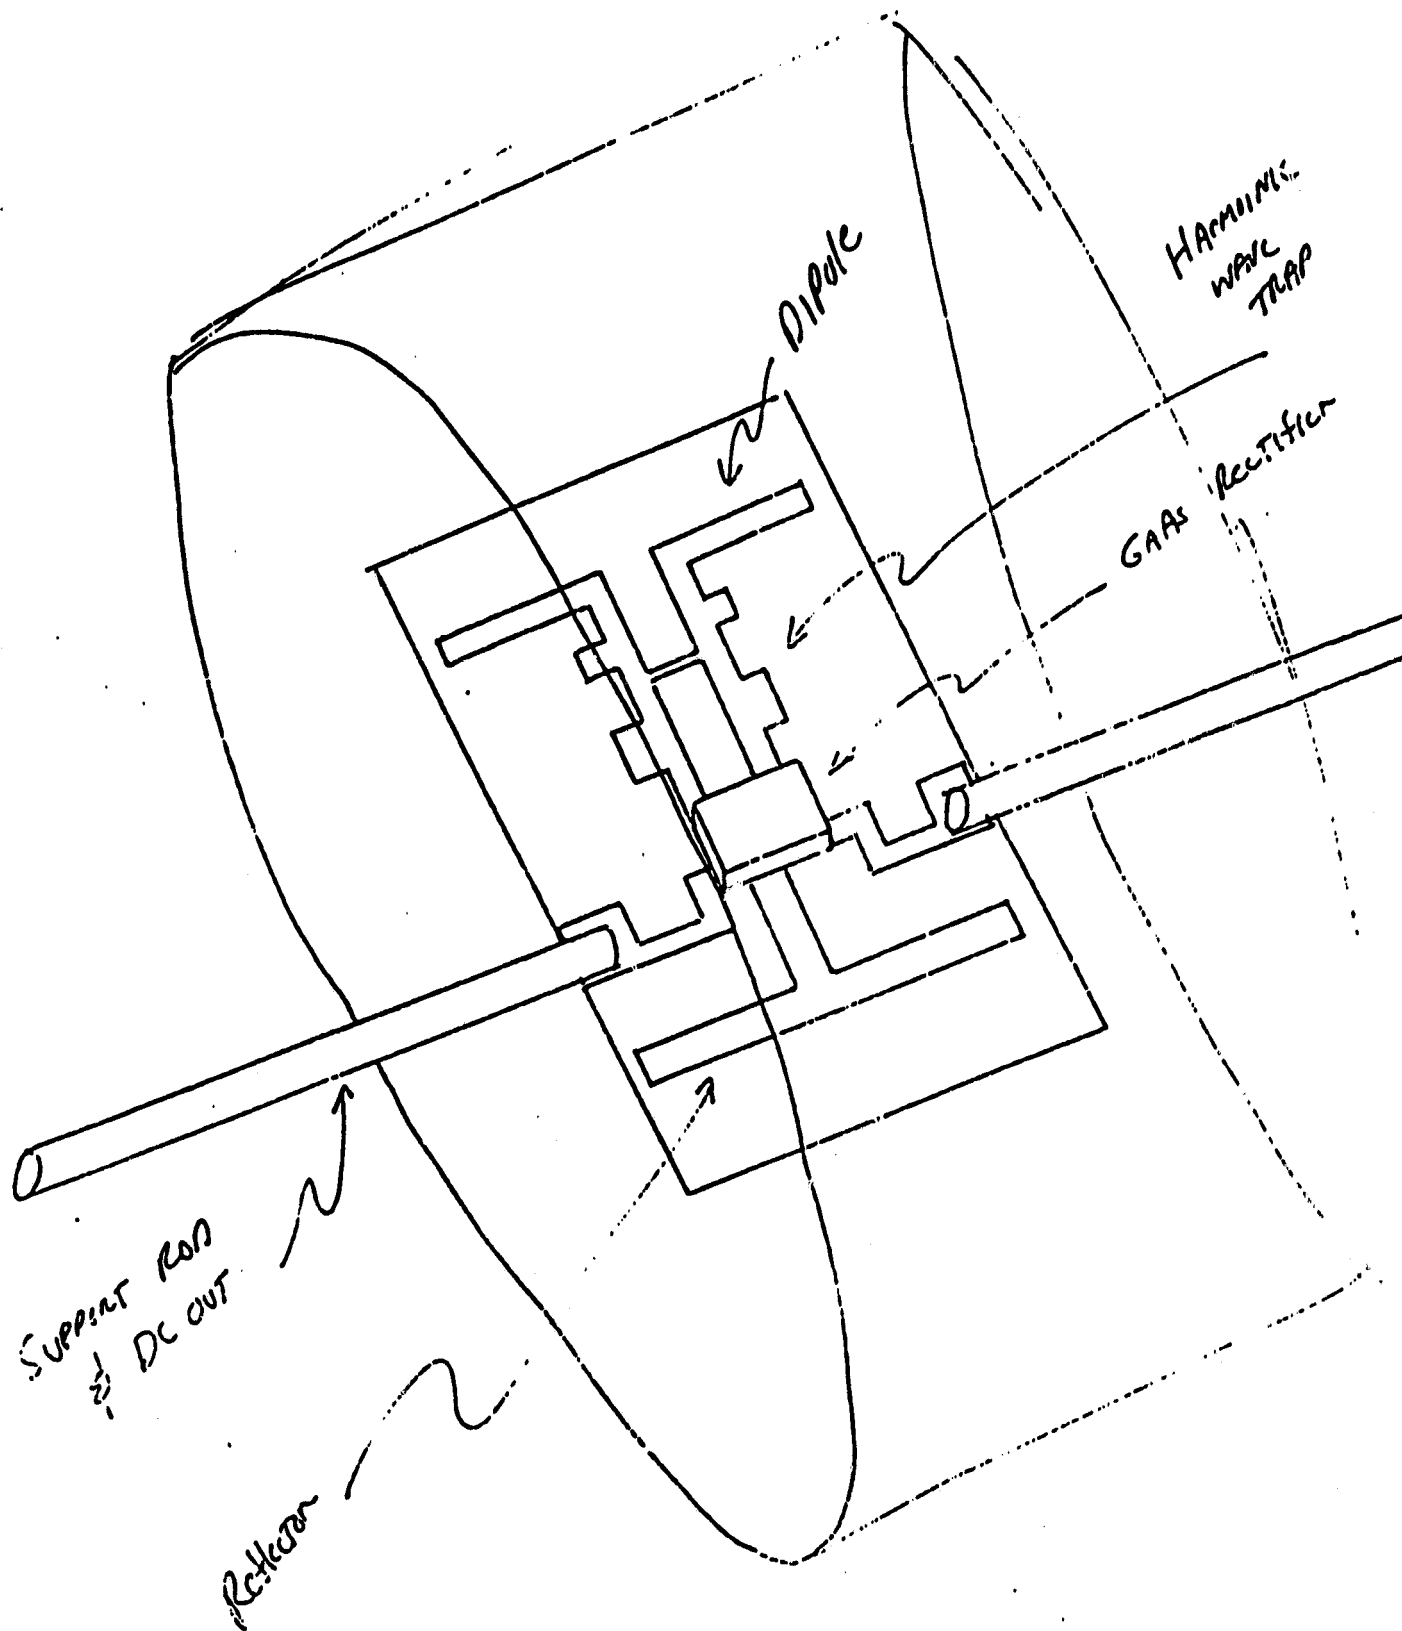 DIPOLE
HARMONIC
WAVE
TRAP
GAAS Rectifier
SUPPORT ROD
& DC OUT
Reflector